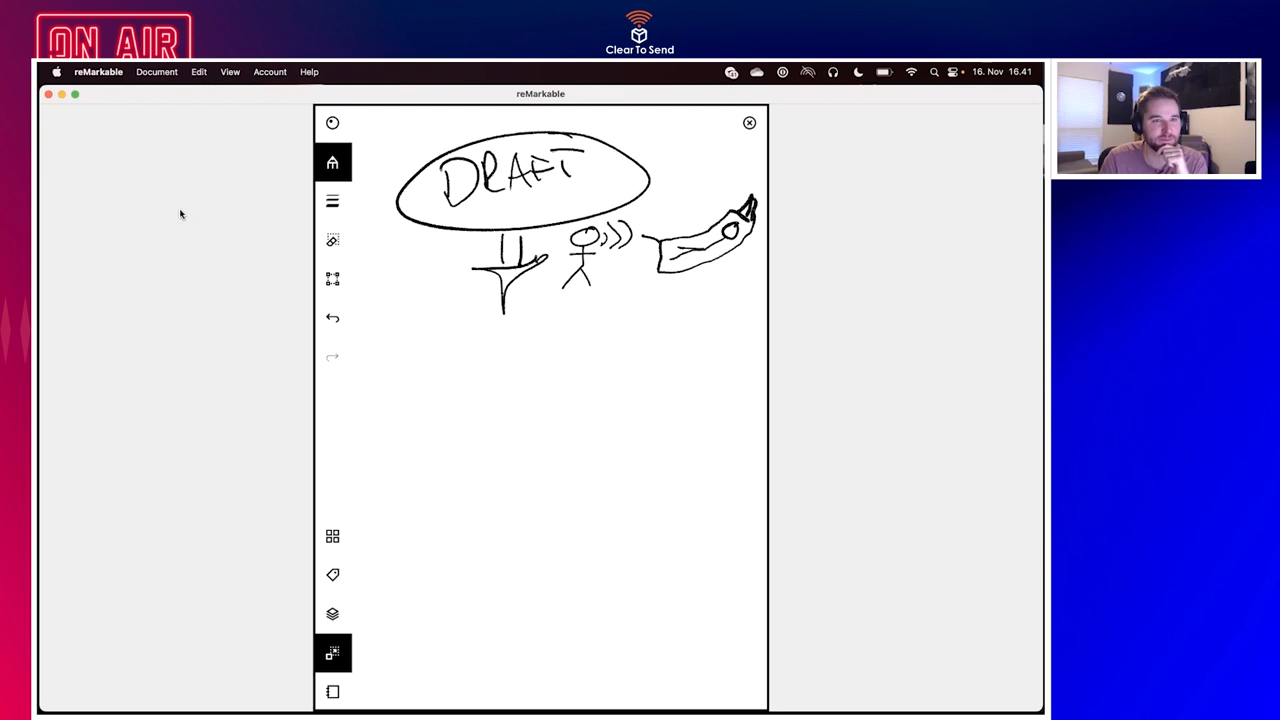 ON AIR
Clear To Send
reMarkable Document Edit View Account Help 16. Nov 16.41
reMarkable
DRAFT